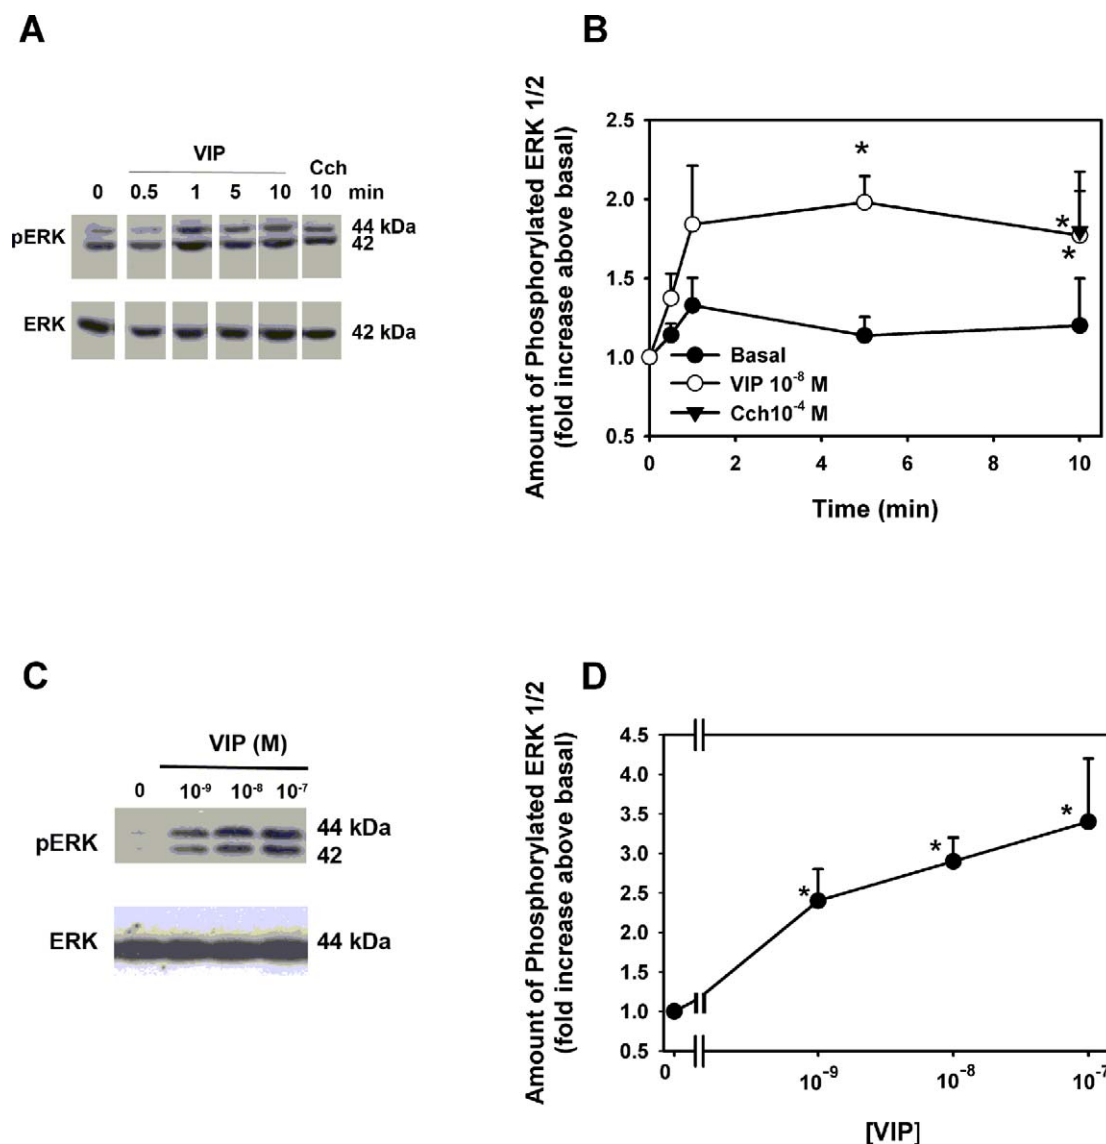 A
VIP
Cch
0 0.5 1 5 10 10 min
pERK
44 kDa
42
ERK
42 kDa
B
Amount of Phosphorylated ERK 1/2
(fold increase above basal)
2.5
2.0
1.5
1.0
0.5
*
*
*
Basal
VIP 10⁻⁸ M
Cch10⁻⁴ M
0 2 4 6 8 10
Time (min)
C
VIP (M)
0 10⁻⁹ 10⁻⁸ 10⁻⁷
pERK
44 kDa
42
ERK
44 kDa
D
Amount of Phosphorylated ERK 1/2
(fold increase above basal)
4.5
4.0
3.5
3.0
2.5
2.0
1.5
1.0
0.5
*
*
*
0 10⁻⁹ 10⁻⁸ 10⁻⁷
[VIP]